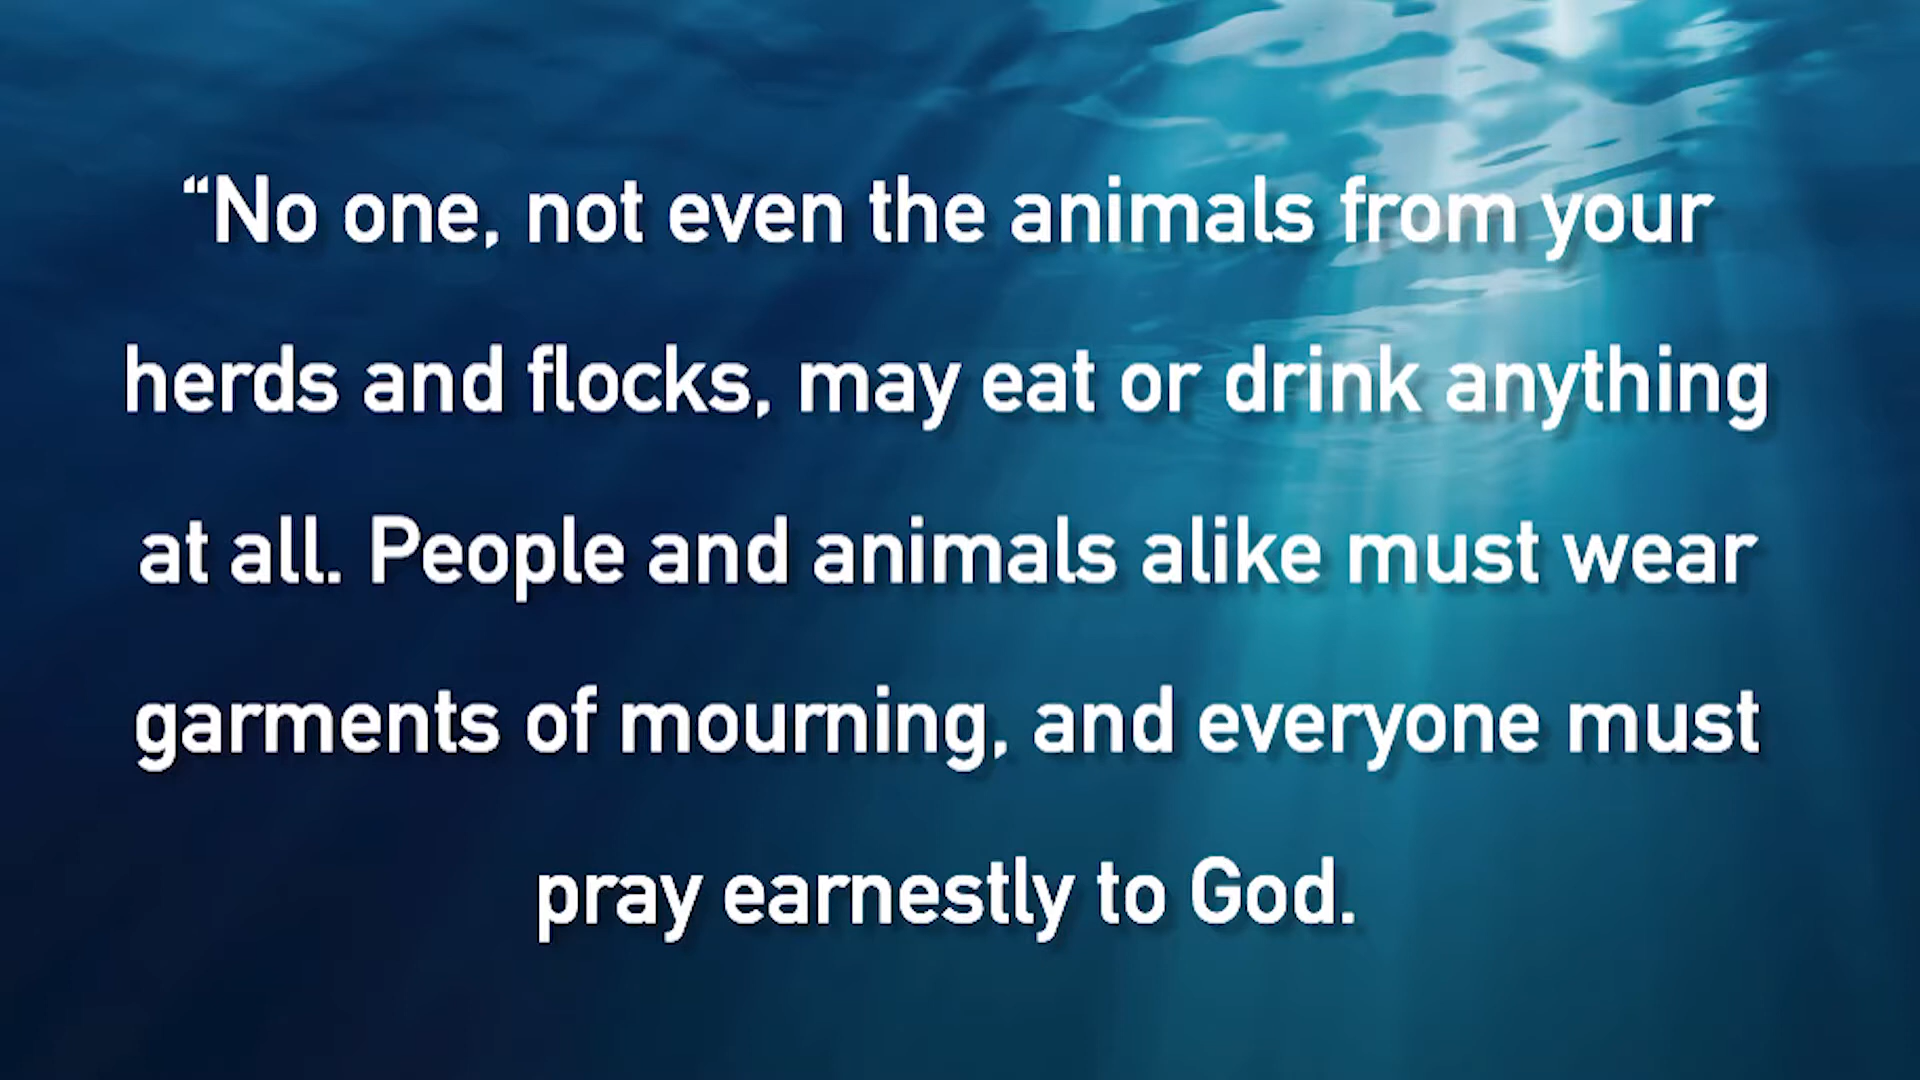 “No one, not even the animals from your
herds and flocks, may eat or drink anything
at all. People and animals alike must wear
garments of mourning, and everyone must
pray earnestly to God.